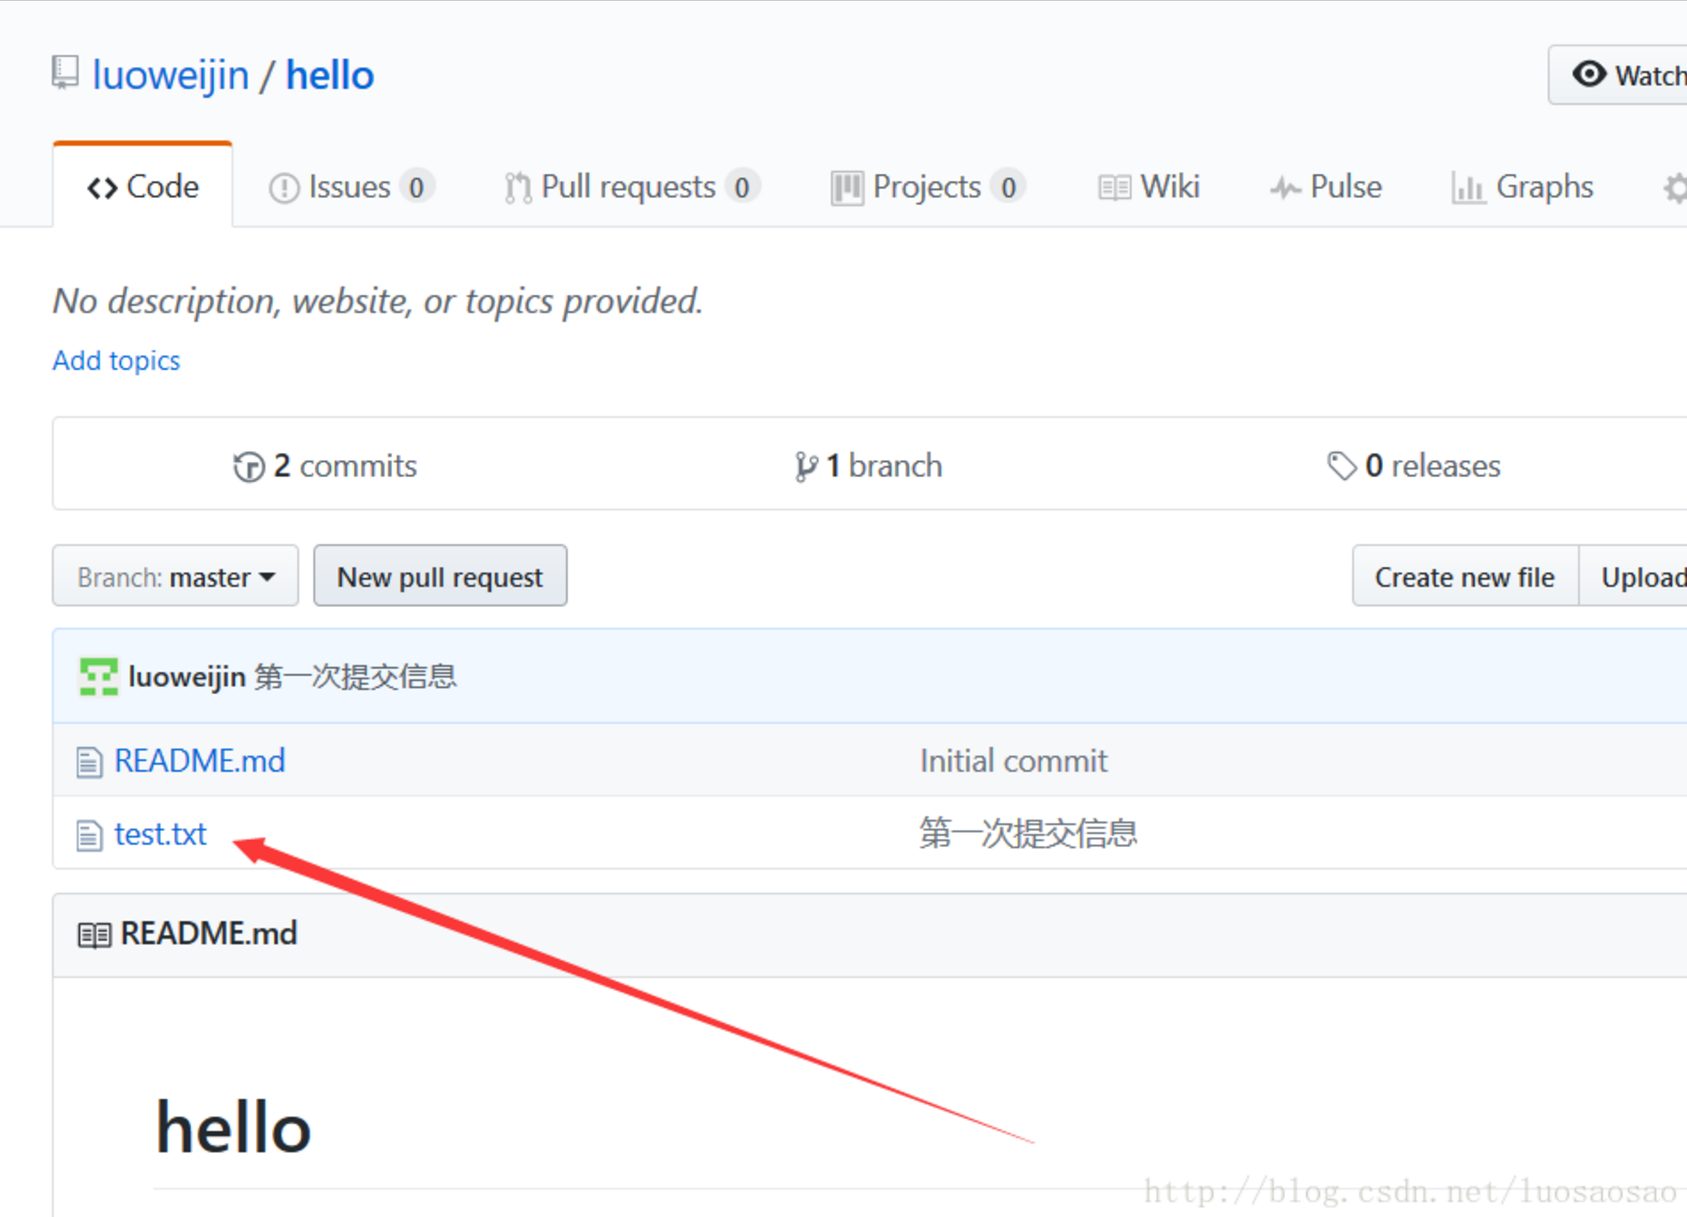 luoweijin / hello
Watch
Code
Issues 0
Pull requests 0
Projects 0
Wiki
Pulse
Graphs
No description, website, or topics provided.
Add topics
2 commits
1 branch
0 releases
Branch: master
New pull request
Create new file
Upload
luoweijin 第一次提交信息
README.md
Initial commit
test.txt
第一次提交信息
README.md
hello
http://blog.csdn.net/luosaosao